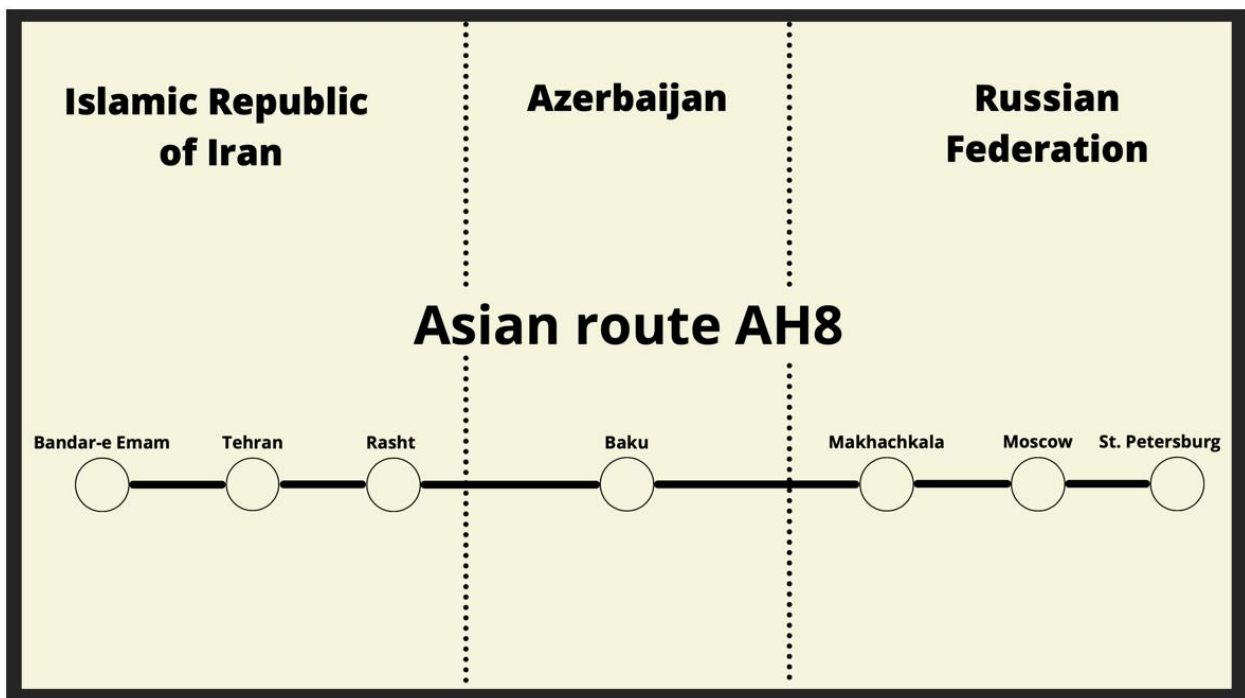 Islamic Republic
of Iran
Azerbaijan
Russian
Federation
Asian route AH8
Bandar-e Emam
Tehran
Rasht
Baku
Makhachkala
Moscow
St. Petersburg